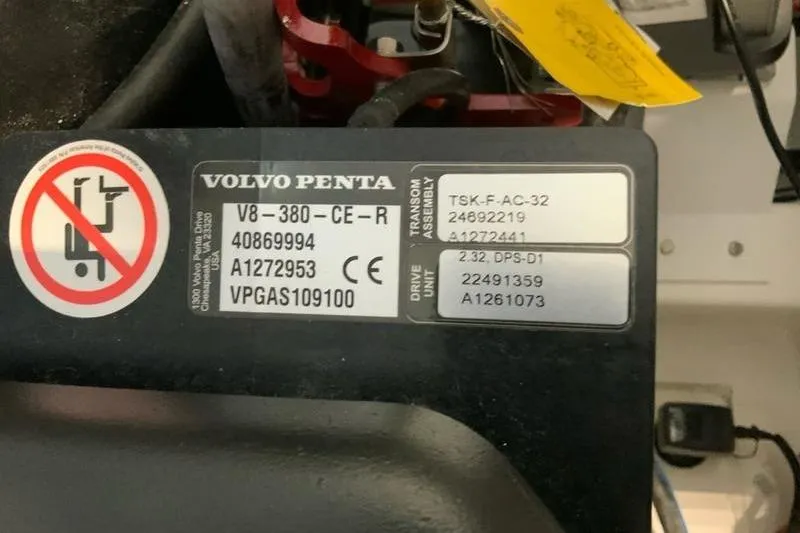 VOLVO PENTA
V8-380-CE-R
40869994
A1272953 CE
VPGAS109100
1300 Volvo Penta Drive
Chesapeake, VA 23320
USA
TRANSOM
ASSEMBLY
TSK-F-AC-32
24692219
A1272441
DRIVE
UNIT
2.32, DPS-D1
22491359
A1261073